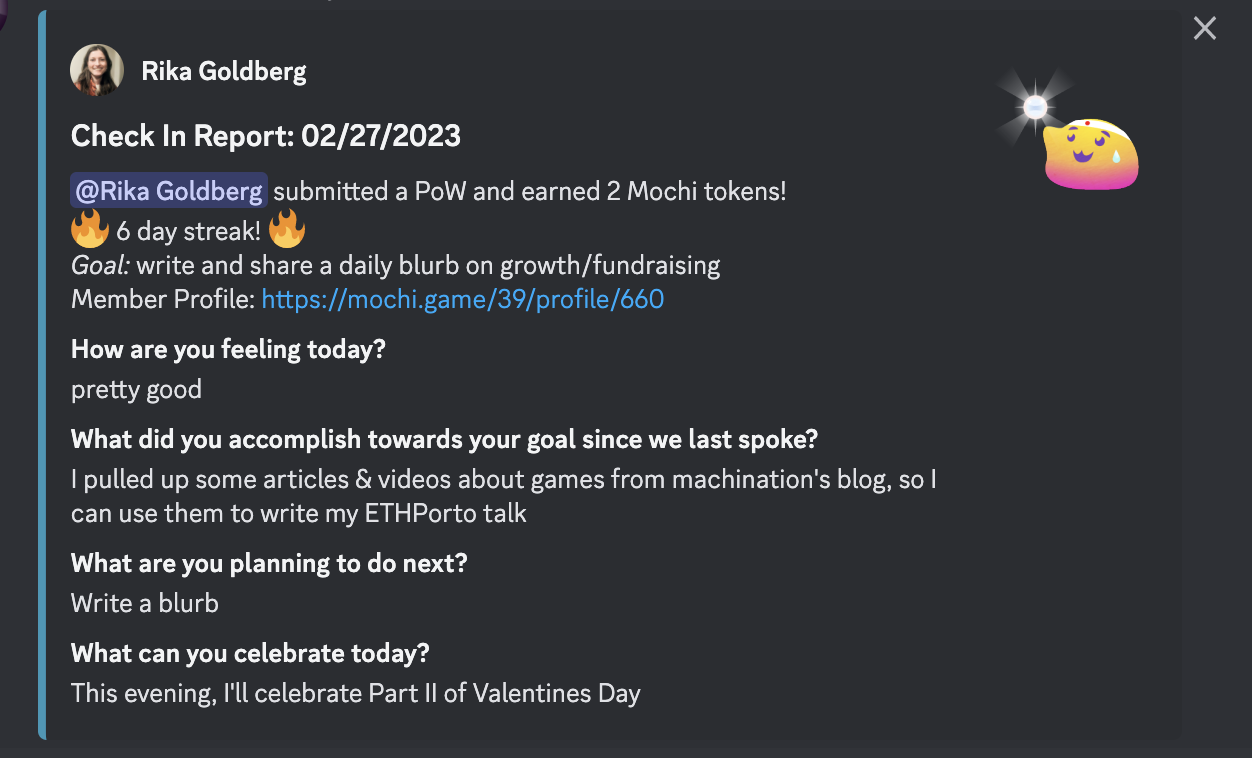 Rika Goldberg
Check In Report: 02/27/2023
@Rika Goldberg submitted a PoW and earned 2 Mochi tokens!
🔥 6 day streak! 🔥
Goal: write and share a daily blurb on growth/fundraising
Member Profile: https://mochi.game/39/profile/660
How are you feeling today?
pretty good
What did you accomplish towards your goal since we last spoke?
I pulled up some articles & videos about games from machination's blog, so I
can use them to write my ETHPorto talk
What are you planning to do next?
Write a blurb
What can you celebrate today?
This evening, I'll celebrate Part II of Valentines Day